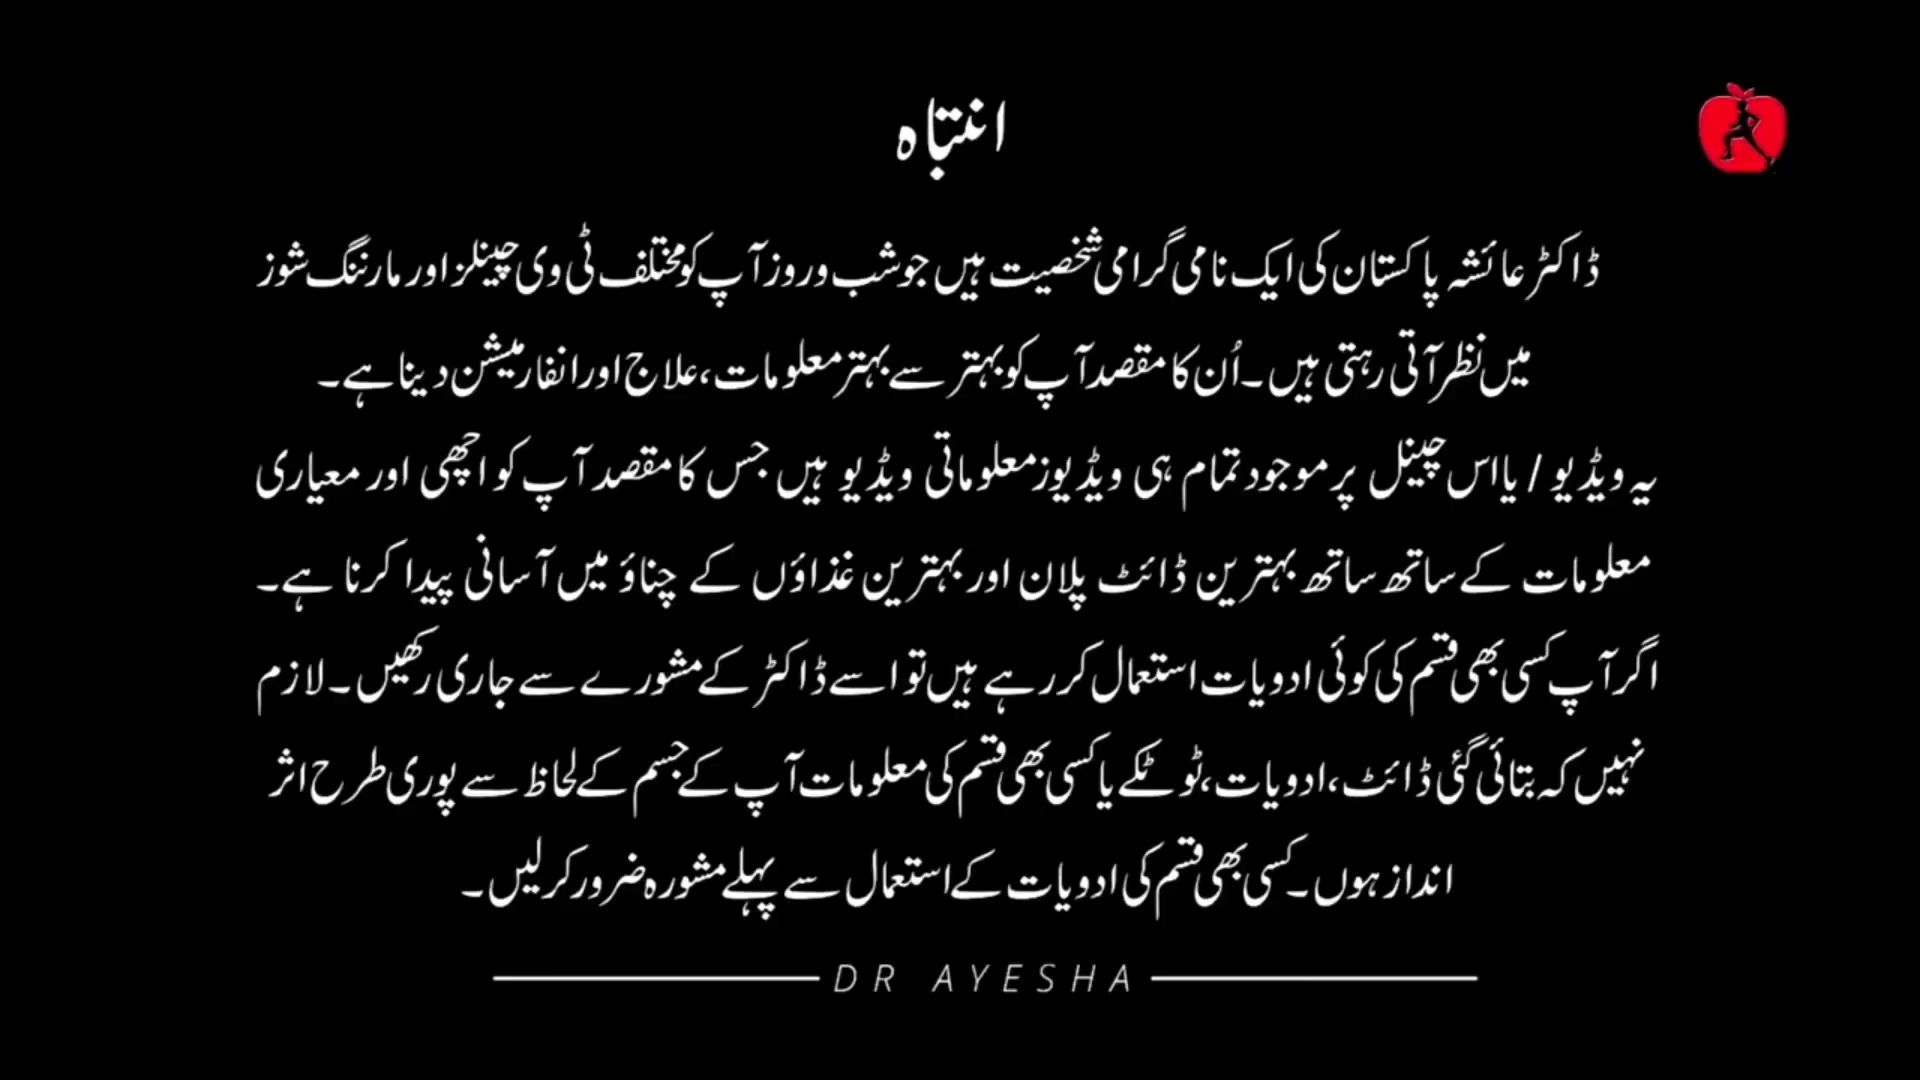 انتباہ
ڈاکٹر عائشہ پاکستان کی ایک نامی گرامی شخصیت ہیں جو شب و روز آپ کو مختلف ٹی وی چینلز اور مارننگ شوز
میں نظر آتی رہتی ہیں۔ اُن کا مقصد آپ کو بہتر سے بہتر معلومات، علاج اور انفارمیشن دینا ہے۔
یہ ویڈیو / یا اس چینل پر موجود تمام ہی ویڈیوز معلوماتی ویڈیو ہیں جس کا مقصد آپ کو اچھی اور معیاری
معلومات کے ساتھ ساتھ بہترین ڈائٹ پلان اور بہترین غذاؤں کے چناؤ میں آسانی پیدا کرنا ہے۔
اگر آپ کسی بھی قسم کی کوئی ادویات استعمال کر رہے ہیں تو اسے ڈاکٹر کے مشورے سے جاری رکھیں۔ لازم
نہیں کہ بتائی گئی ڈائٹ، ادویات، ٹوٹکے یا کسی بھی قسم کی معلومات آپ کے جسم کے لحاظ سے پوری طرح اثر
انداز ہوں۔ کسی بھی قسم کی ادویات کے استعمال سے پہلے مشورہ ضرور کر لیں۔
DR AYESHA